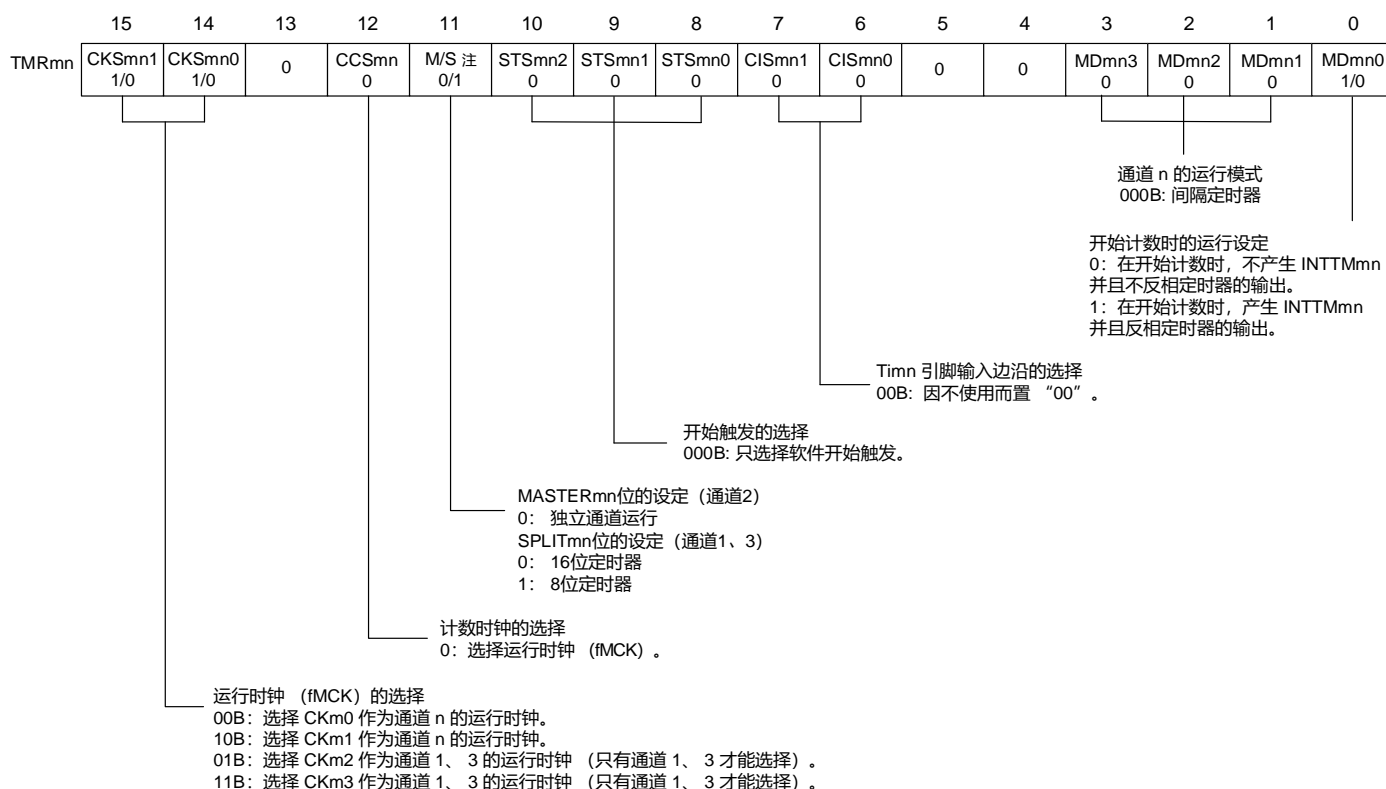 15 14 13 12 11 10 9 8 7 6 5 4 3 2 1 0
TMRmn CKSmn1 CKSmn0 0 CCSmn M/S 注 STSmn2 STSmn1 STSmn0 CISmn1 CISmn0 0 0 MDmn3 MDmn2 MDmn1 MDmn0
1/0 1/0 0 0/1 0 0 0 0 0 0 0 0 1/0
通道 n 的运行模式
000B: 间隔定时器
开始计数时的运行设定
0：在开始计数时，不产生 INTTMmn
并且不反相定时器的输出。
1：在开始计数时，产生 INTTMmn
并且反相定时器的输出。
Timn 引脚输入边沿的选择
00B: 因不使用而置 “00”。
开始触发的选择
000B: 只选择软件开始触发。
MASTERmn位的设定（通道2）
0： 独立通道运行
SPLITmn位的设定（通道1、3）
0： 16位定时器
1： 8位定时器
计数时钟的选择
0：选择运行时钟 （fMCK）。
运行时钟 （fMCK）的选择
00B：选择 CKm0 作为通道 n 的运行时钟。
10B：选择 CKm1 作为通道 n 的运行时钟。
01B：选择 CKm2 作为通道 1、 3 的运行时钟 （只有通道 1、 3 才能选择）。
11B：选择 CKm3 作为通道 1、 3 的运行时钟 （只有通道 1、 3 才能选择）。